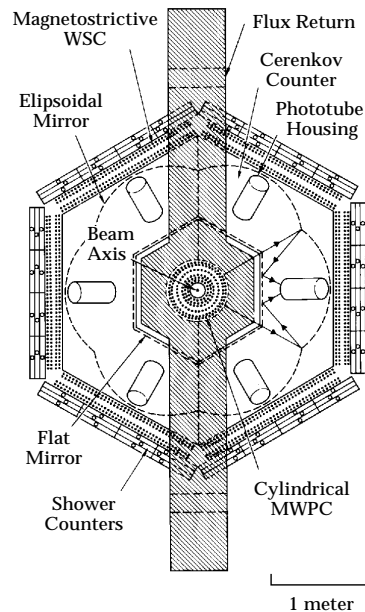 Magnetostrictive
WSC
Flux Return
Cerenkov
Counter
Elipsoidal
Mirror
Phototube
Housing
Beam
Axis
Flat
Mirror
Shower
Counters
Cylindrical
MWPC
1 meter